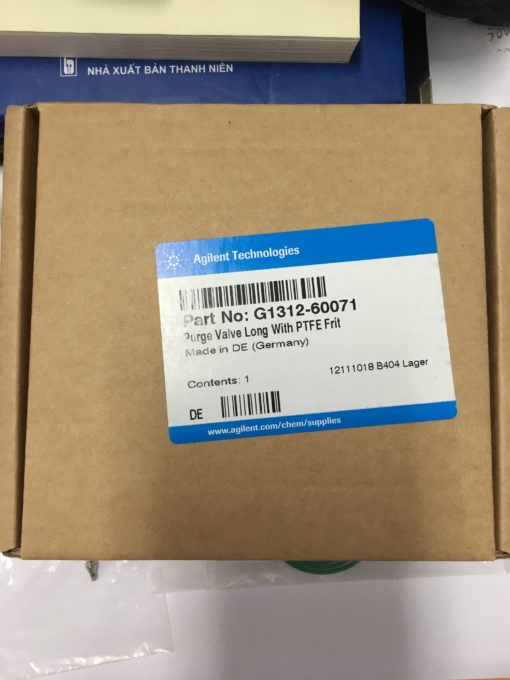 NHÀ XUẤT BẢN THANH NIÊN
Agilent Technologies
Part No: G1312-60071
Purge Valve Long With PTFE Frit
Made in DE (Germany)
12111018 B404 Lager
Contents: 1
DE
www.agilent.com/chem/supplies